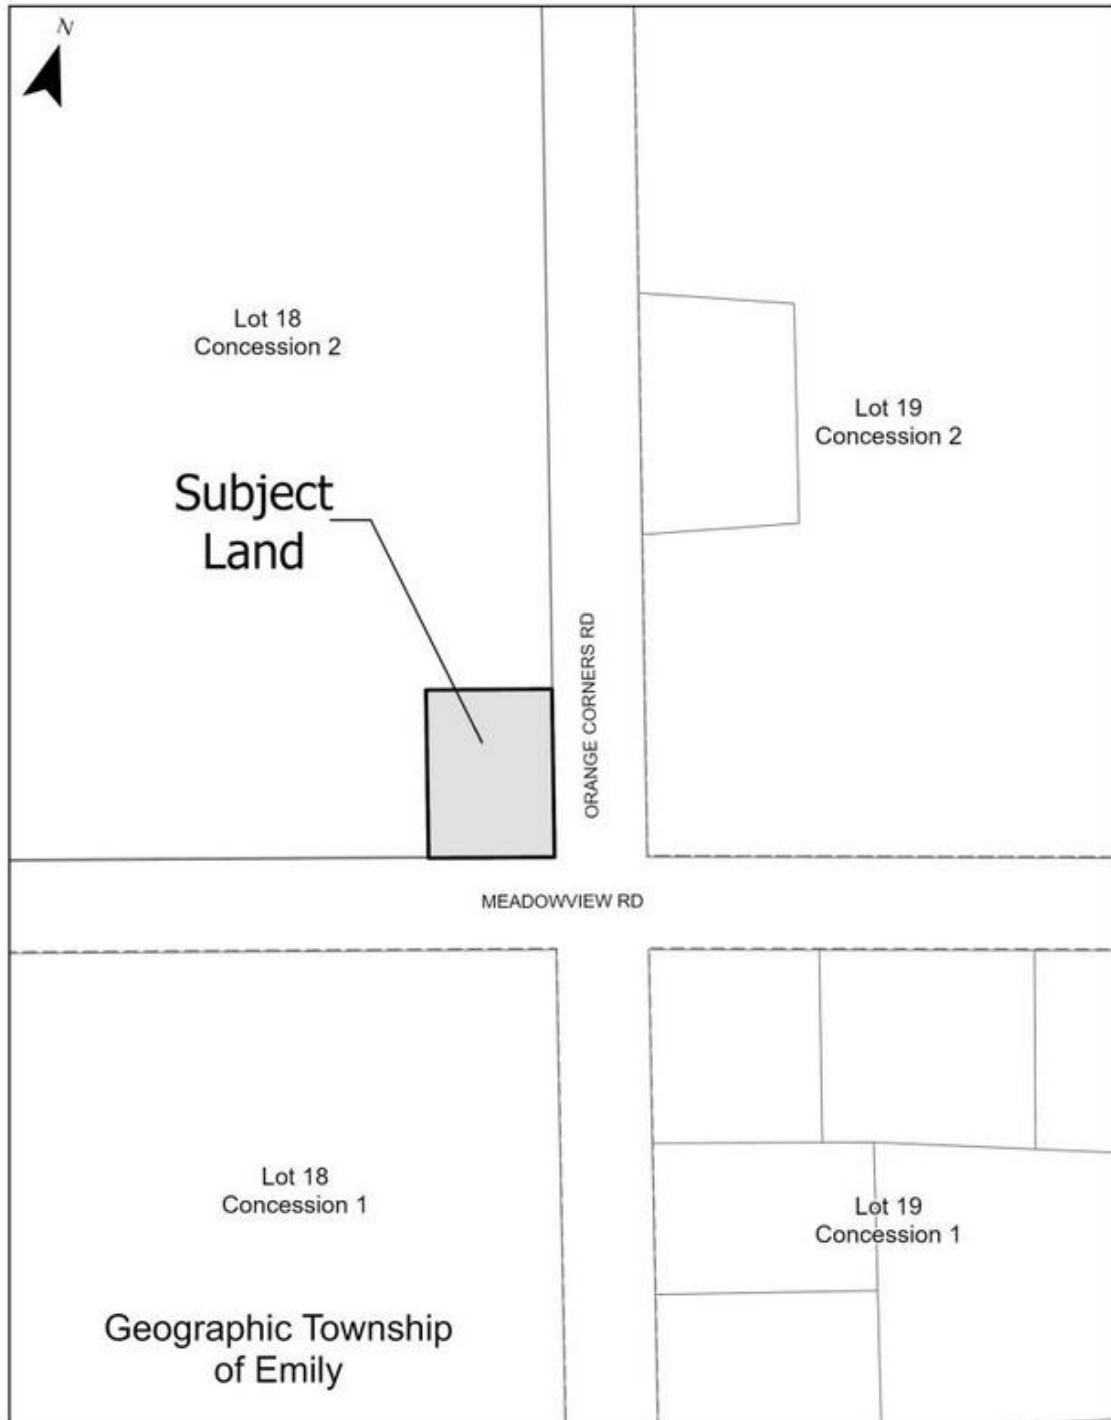 N
Lot 18
Concession 2
Lot 19
Concession 2
Subject
Land
ORANGE CORNERS RD
MEADOWVIEW RD
Lot 18
Concession 1
Lot 19
Concession 1
Geographic Township
of Emily